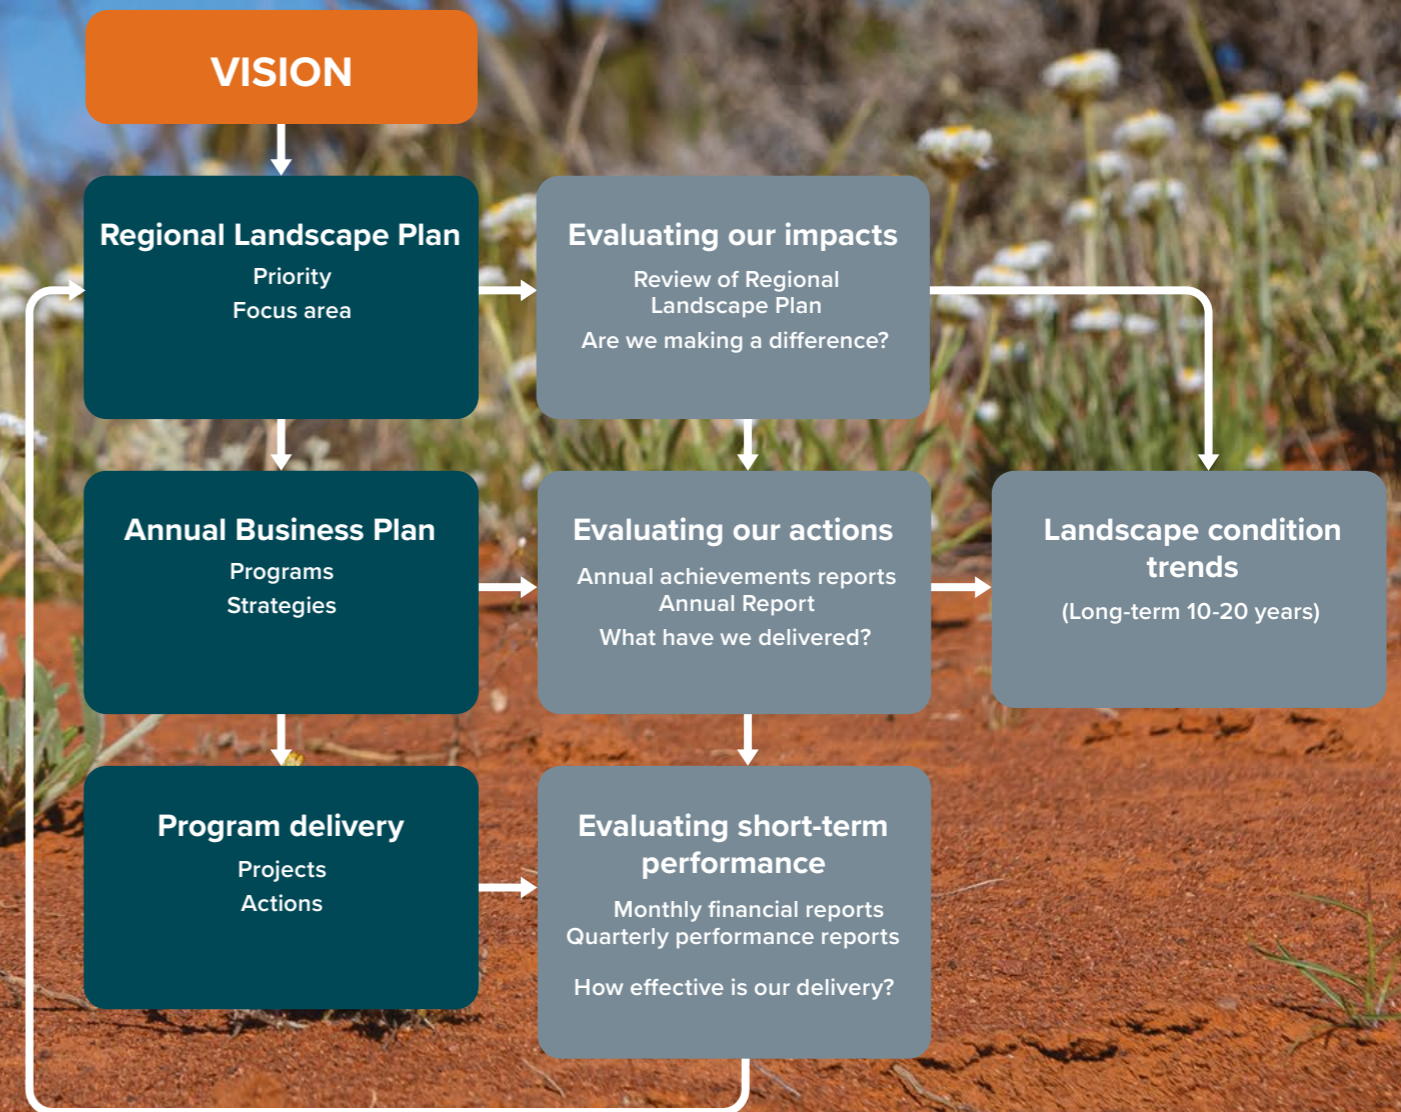 VISION
Regional Landscape Plan
Priority
Focus area
Evaluating our impacts
Review of Regional
Landscape Plan
Are we making a difference?
Annual Business Plan
Programs
Strategies
Evaluating our actions
Annual achievements reports
Annual Report
What have we delivered?
Landscape condition
trends
(Long-term 10-20 years)
Program delivery
Projects
Actions
Evaluating short-term
performance
Monthly financial reports
Quarterly performance reports
How effective is our delivery?